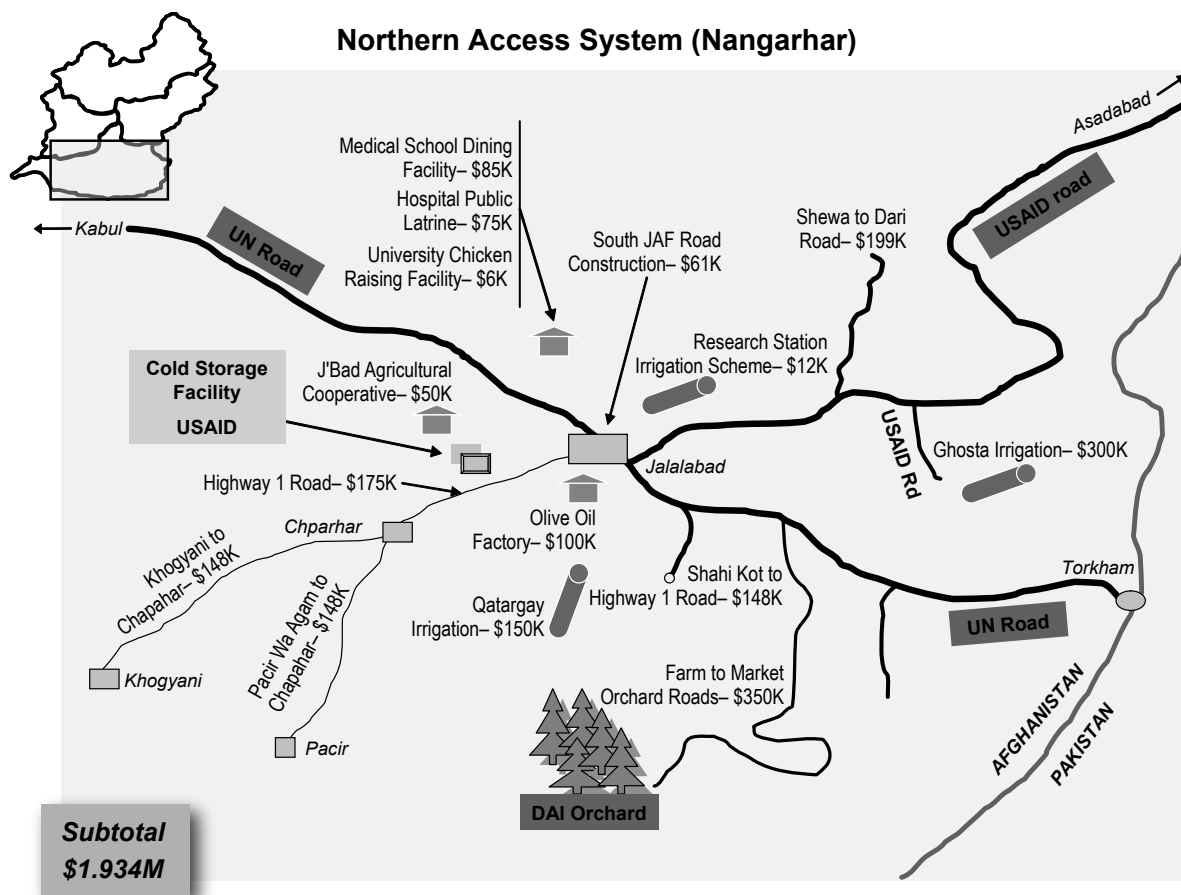 Northern Access System (Nangarhar)
Asadabad
USAID road
Medical School Dining
Facility– $85K
Hospital Public
Latrine– $75K
University Chicken
Raising Facility– $6K
Kabul
UN Road
South JAF Road
Construction– $61K
Shewa to Dari
Road– $199K
Research Station
Irrigation Scheme– $12K
Cold Storage
Facility
USAID
J'Bad Agricultural
Cooperative– $50K
Jalalabad
USAID Rd
Ghosta Irrigation– $300K
Highway 1 Road– $175K
Chparhar
Olive Oil
Factory– $100K
Khogyani to
Chapahar– $148K
Pacir Wa Agam to
Chapahar– $148K
Shahi Kot to
Highway 1 Road– $148K
Qatargay
Irrigation– $150K
Torkham
UN Road
Khogyani
Farm to Market
Orchard Roads– $350K
Pacir
AFGHANISTAN
PAKISTAN
DAI Orchard
Subtotal
$1.934M